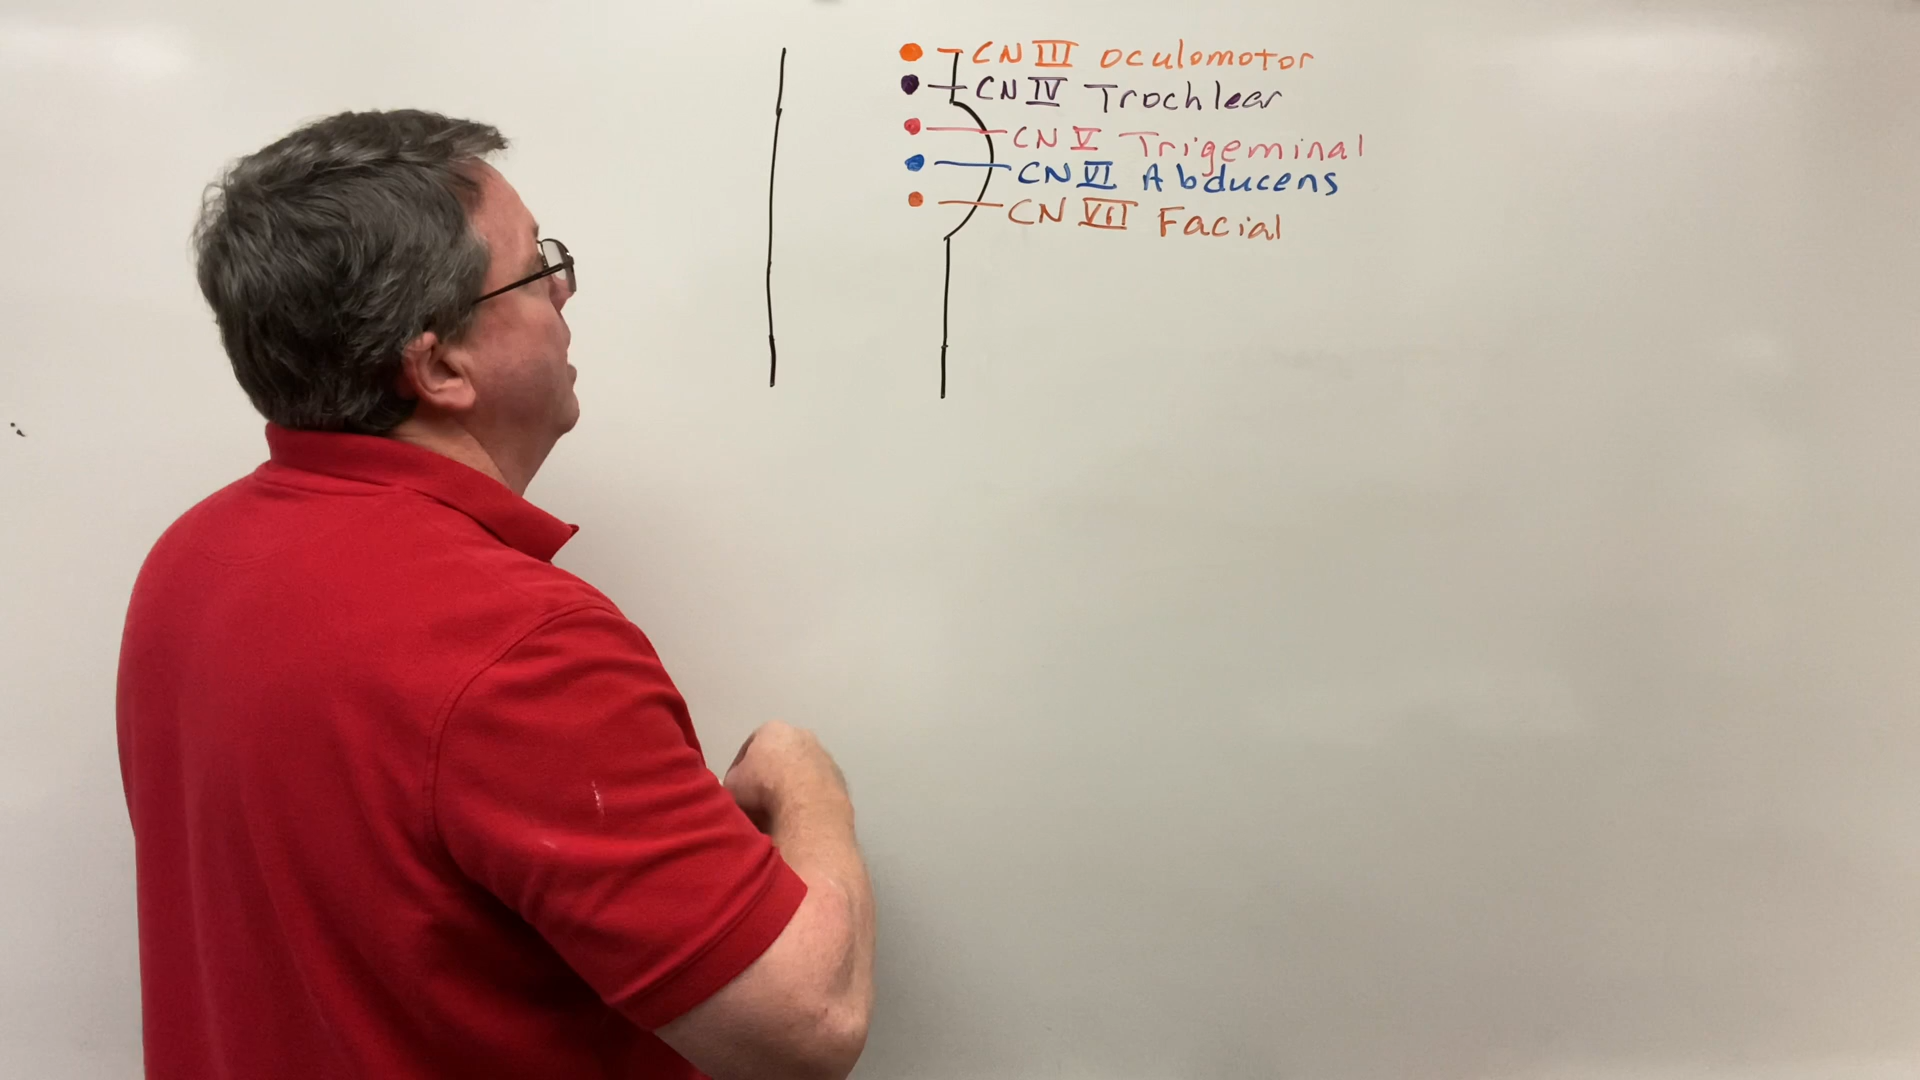 CN III Oculomotor
CN IV Trochlear
CN V Trigeminal
CN VI Abducens
CN VII Facial